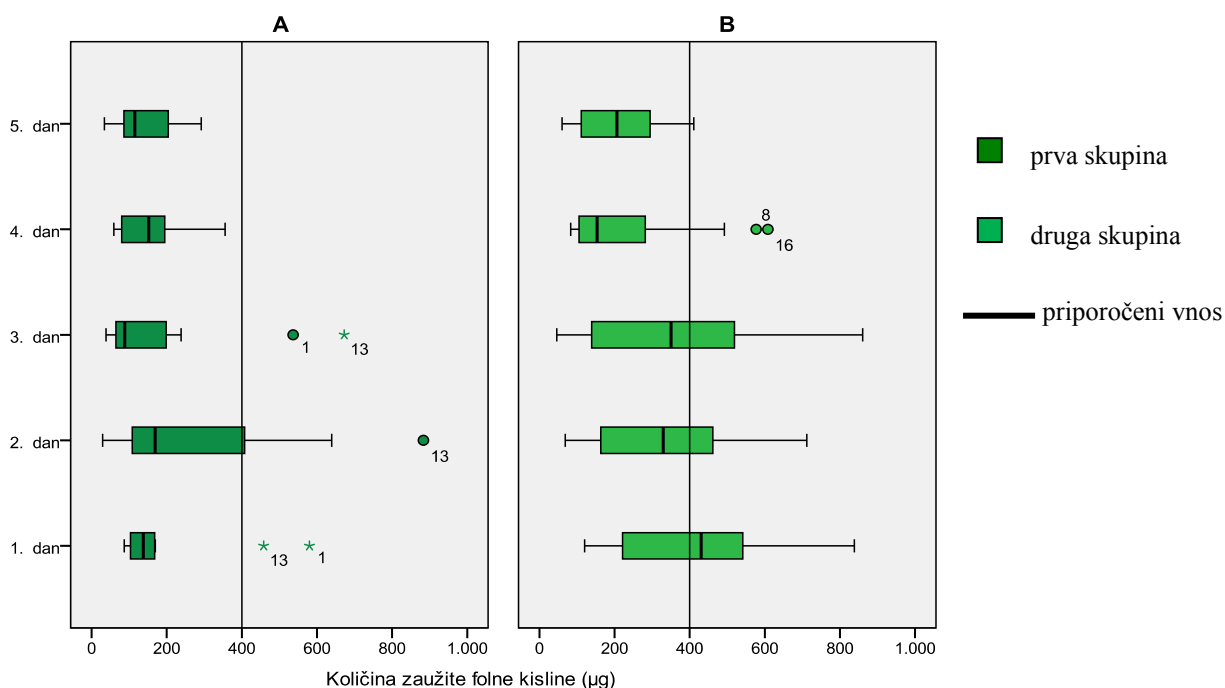 A
B
5. dan
4. dan
3. dan
2. dan
1. dan
1
13
13
13
1
8
16
0
200
400
600
800
1.000
0
200
400
600
800
1.000
Količina zaužite folne kisline (µg)
prva skupina
druga skupina
priporočeni vnos